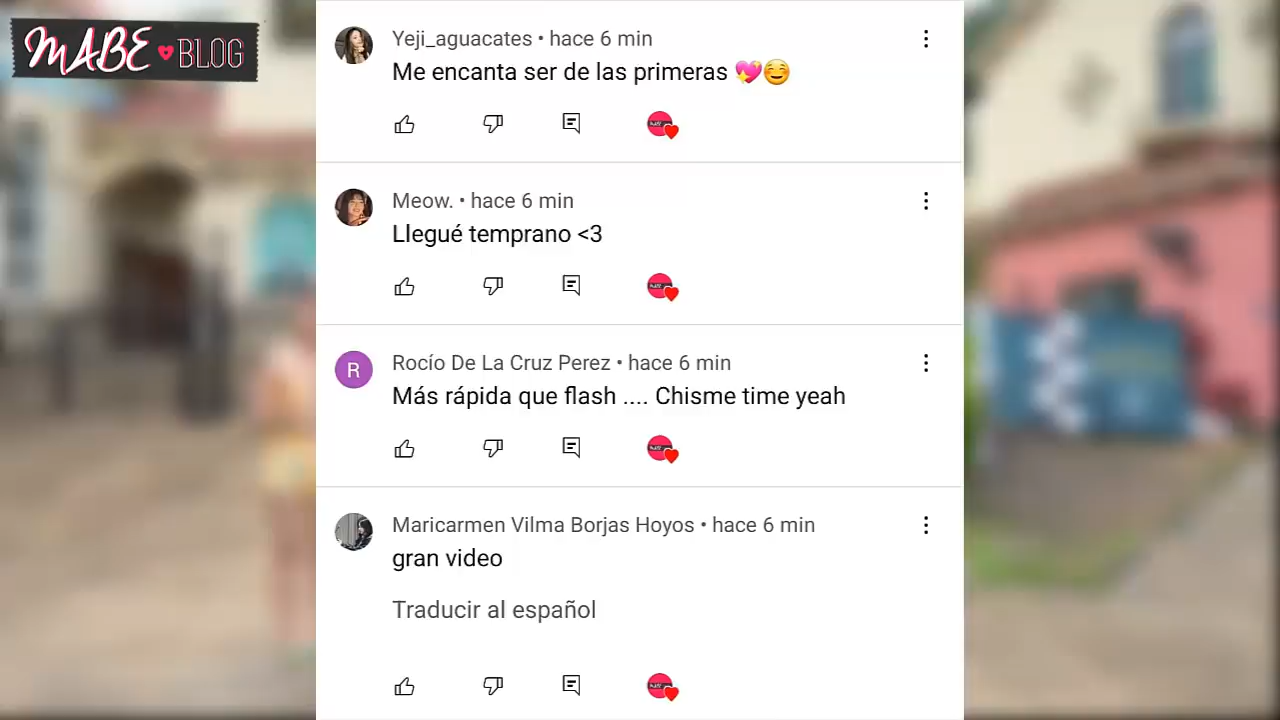 MABE BLOG
Yeji_aguacates • hace 6 min
Me encanta ser de las primeras 💖☺️
Meow. • hace 6 min
Llegué temprano <3
R
Rocío De La Cruz Perez • hace 6 min
Más rápida que flash .... Chisme time yeah
Maricarmen Vilma Borjas Hoyos • hace 6 min
gran video
Traducir al español